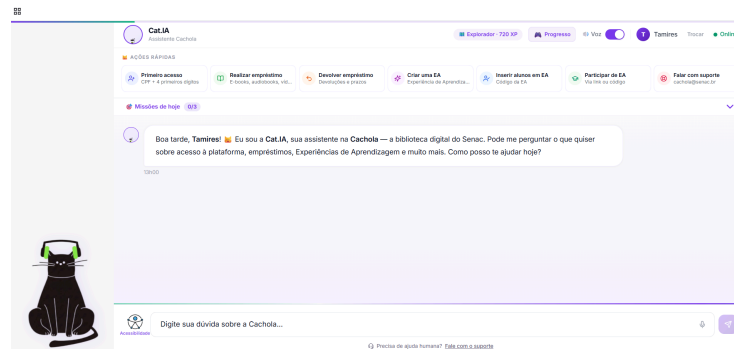 Cat.IA
Assistente Cachola
Explorador · 720 XP
Progresso
Voz
T
Tamires
Trocar
Onlin
AÇÕES RÁPIDAS
Primeiro acesso
CPF + 4 primeiros dígitos
Realizar empréstimo
E-books, audiobooks, víd...
Devolver empréstimo
Devoluções e prazos
Criar uma EA
Experiência de Aprendiza...
Inserir alunos em EA
Código da EA
Participar de EA
Via link ou código
Falar com suporte
cachola@senac.br
Missões de hoje 0/3
Boa tarde, Tamires! Eu sou a Cat.IA, sua assistente na Cachola — a biblioteca digital do Senac. Pode me perguntar o que quiser
sobre acesso à plataforma, empréstimos, Experiências de Aprendizagem e muito mais. Como posso te ajudar hoje?
13h00
Acessibilidade
Digite sua dúvida sobre a Cachola...
Precisa de ajuda humana? Fale com o suporte